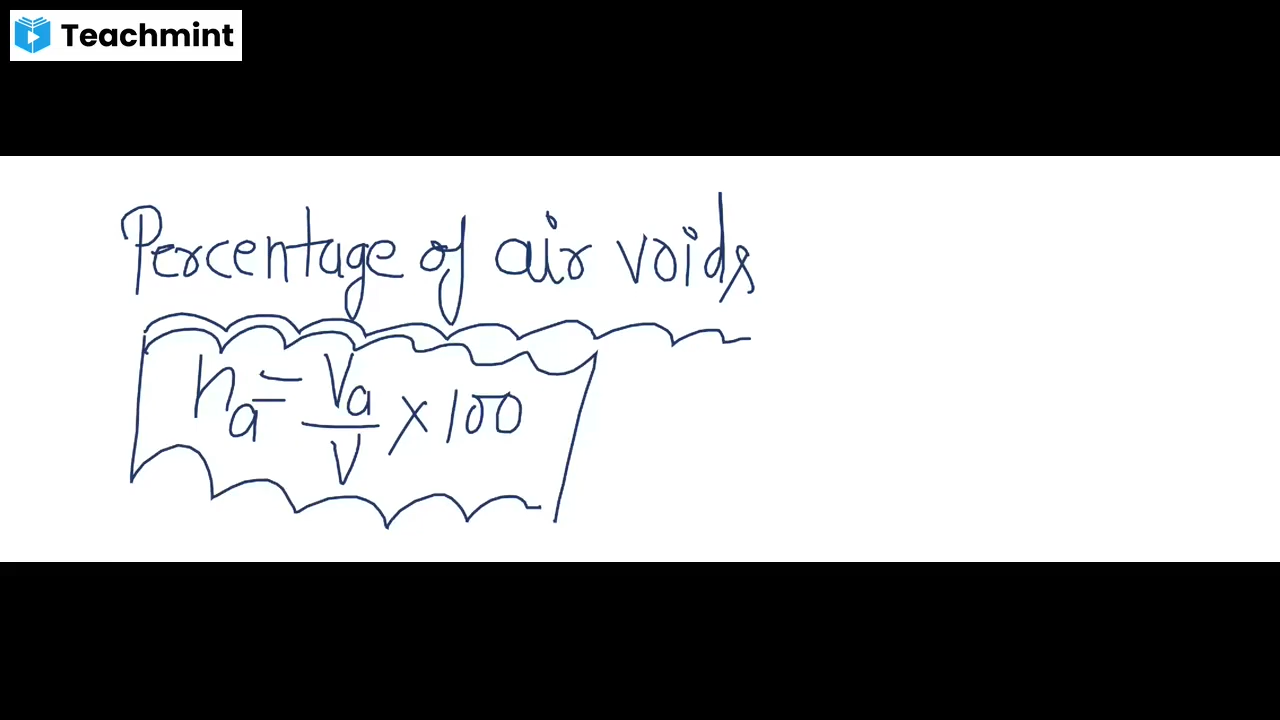 Teachmint
Percentage of air voids
na = Va/V × 100